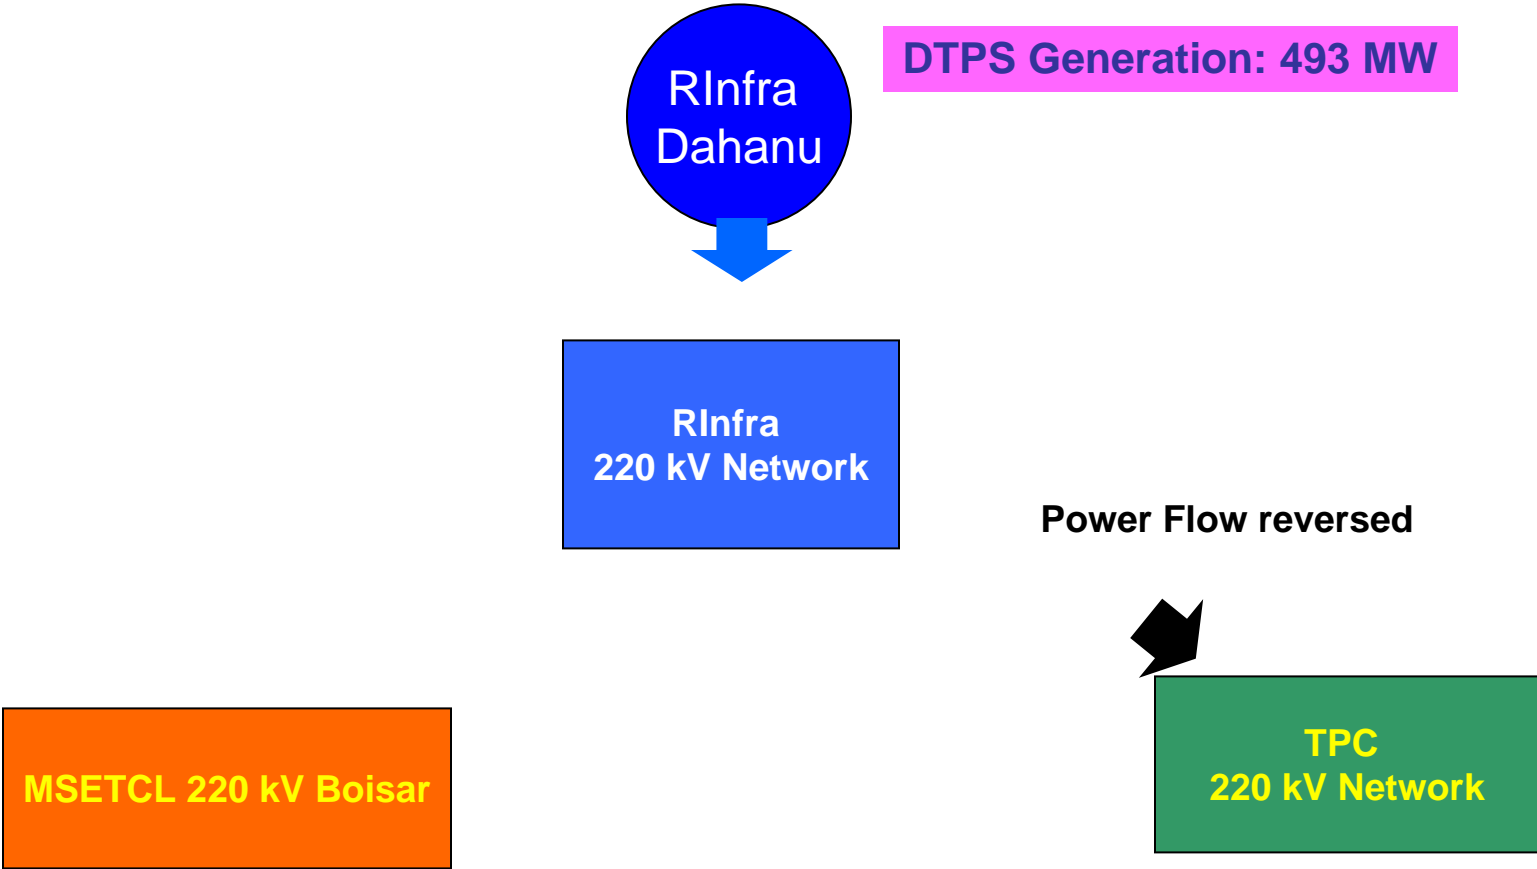 RInfra
Dahanu
DTPS Generation: 493 MW
RInfra
220 kV Network
Power Flow reversed
TPC
220 kV Network
MSETCL 220 kV Boisar